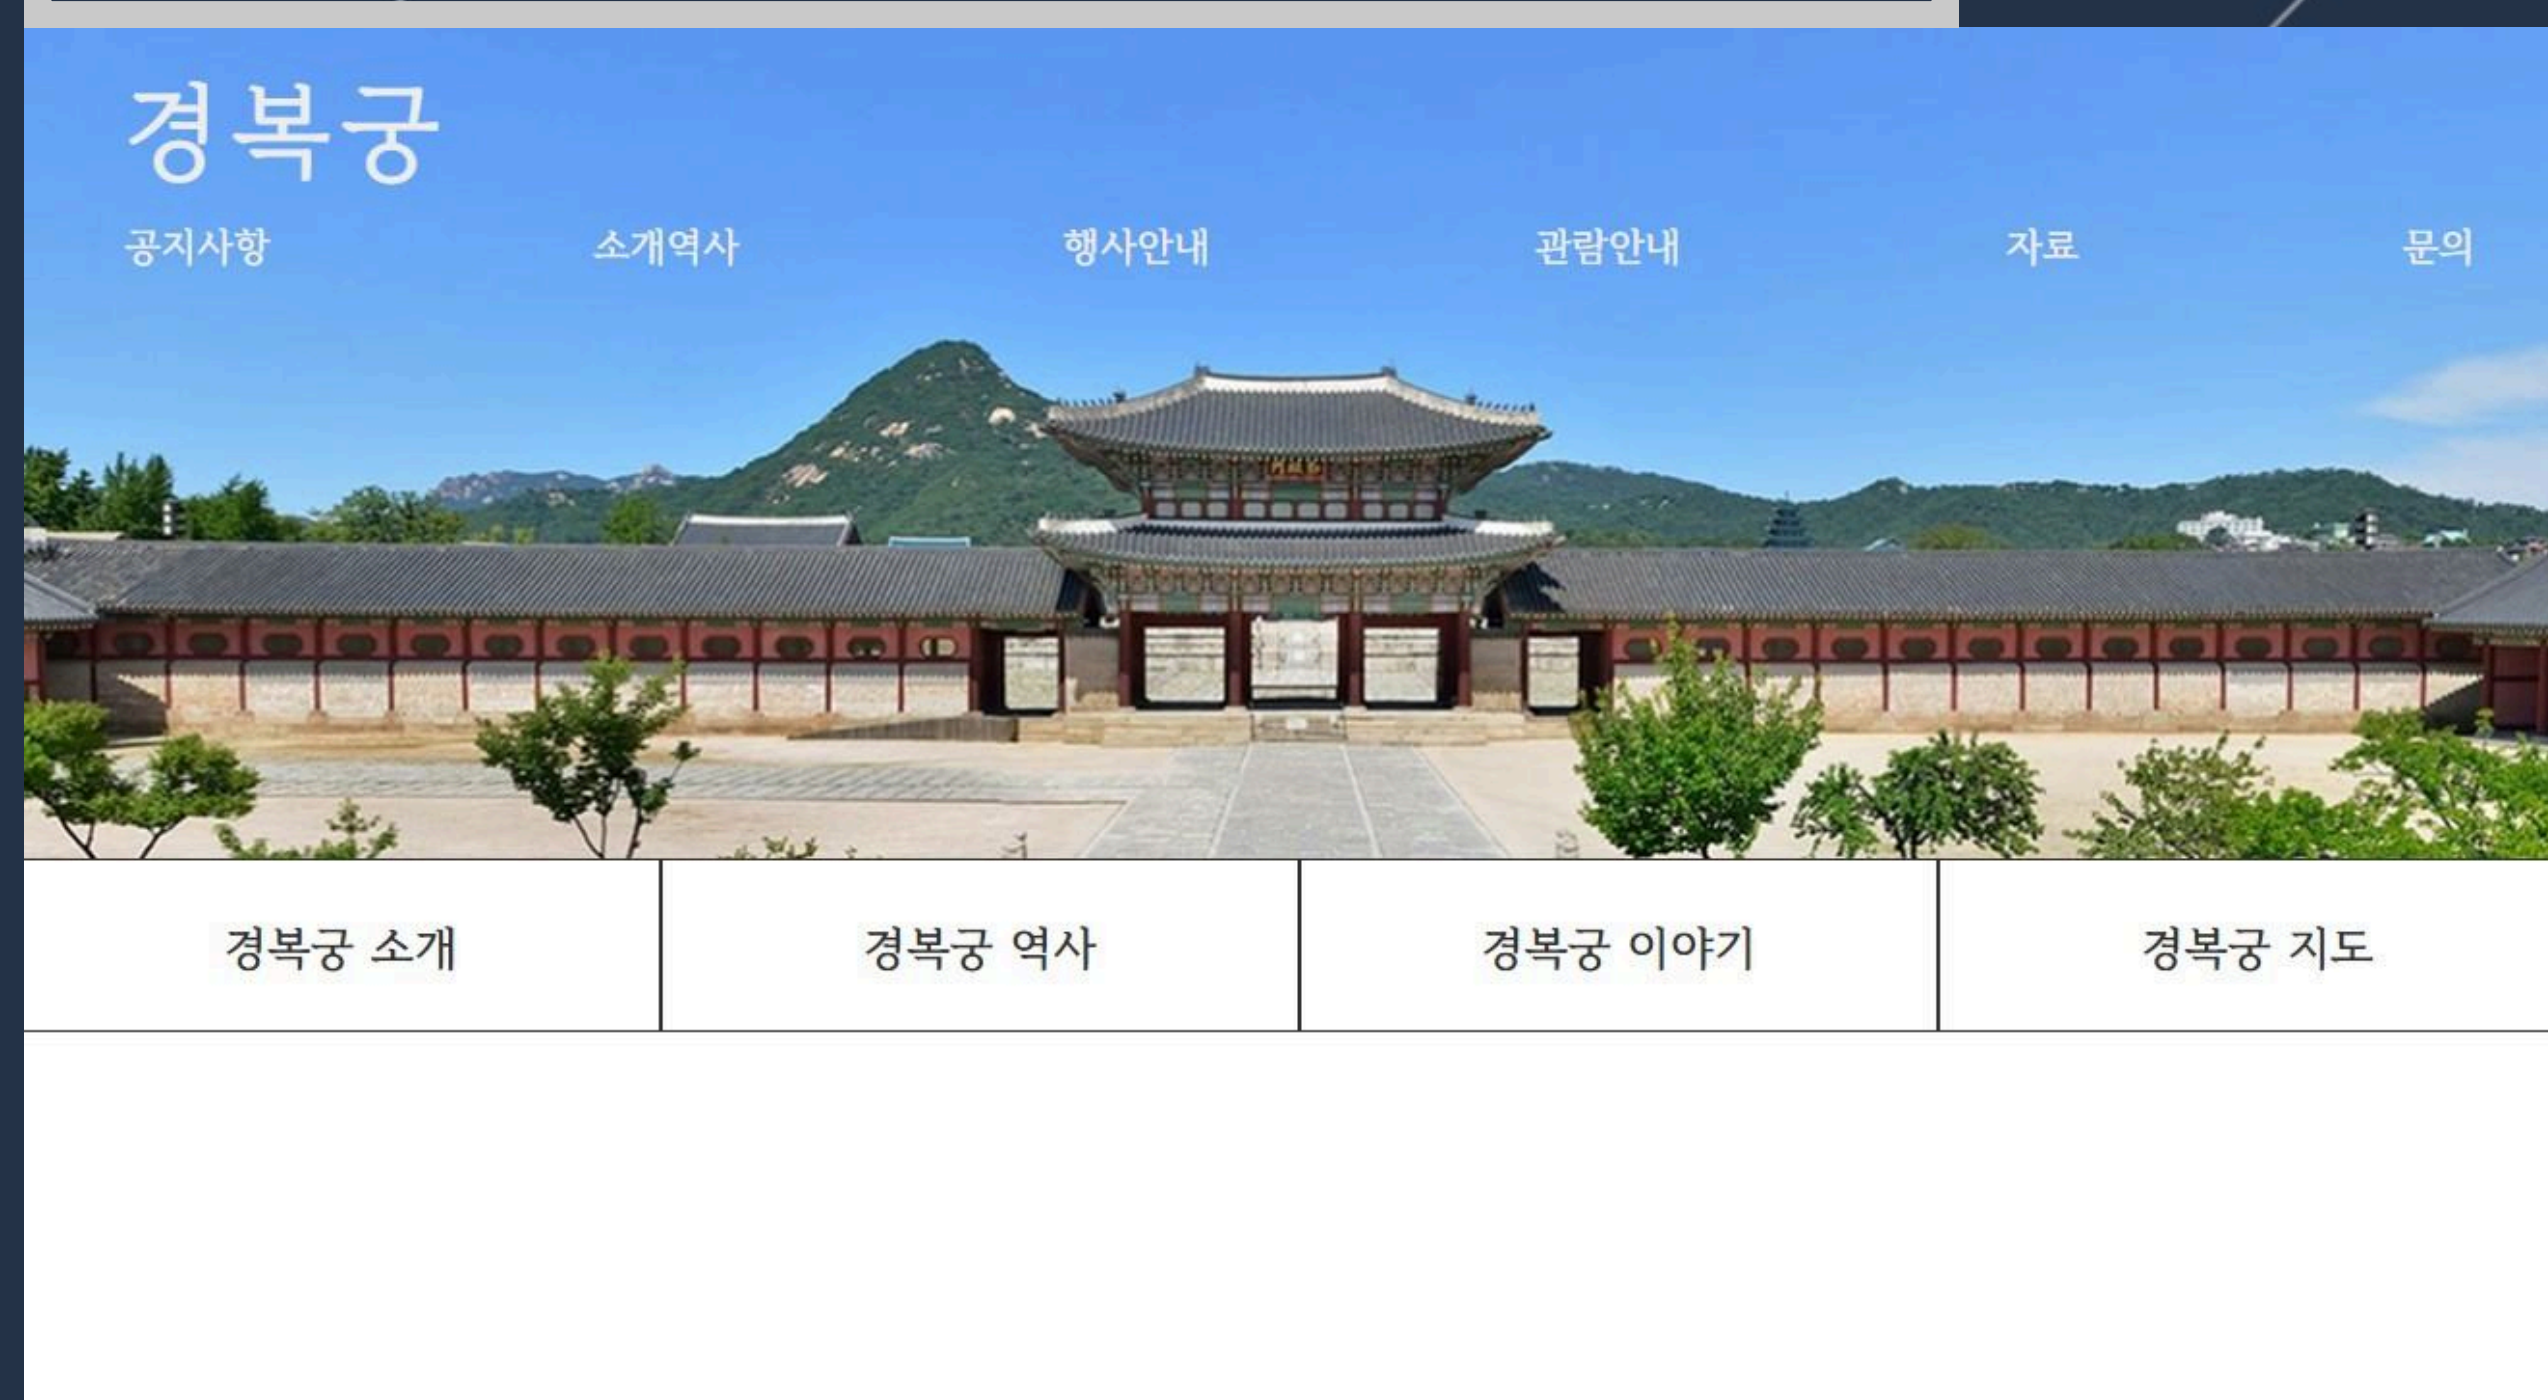 경복궁
공지사항 소개역사 행사안내 관람안내 자료 문의
경복궁 소개 경복궁 역사 경복궁 이야기 경복궁 지도